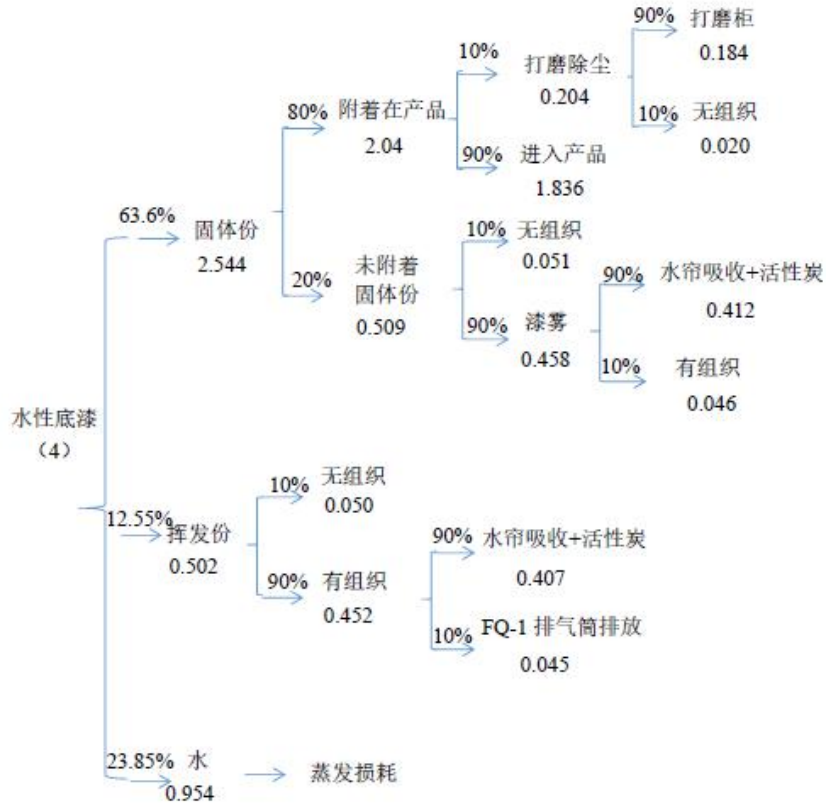 90%
打磨柜
0.184
10%
打磨除尘
0.204
10%
无组织
0.020
80%
附着在产品
2.04
90%
进入产品
1.836
63.6%
固体份
2.544
10%
无组织
0.051
20%
未附着
固体份
0.509
90%
漆雾
0.458
90%
水帘吸收+活性炭
0.412
10%
有组织
0.046
水性底漆
（4）
10%
无组织
0.050
12.55%
挥发份
0.502
90%
有组织
0.452
90%
水帘吸收+活性炭
0.407
10%
FQ-1 排气筒排放
0.045
23.85%
水
0.954
蒸发损耗